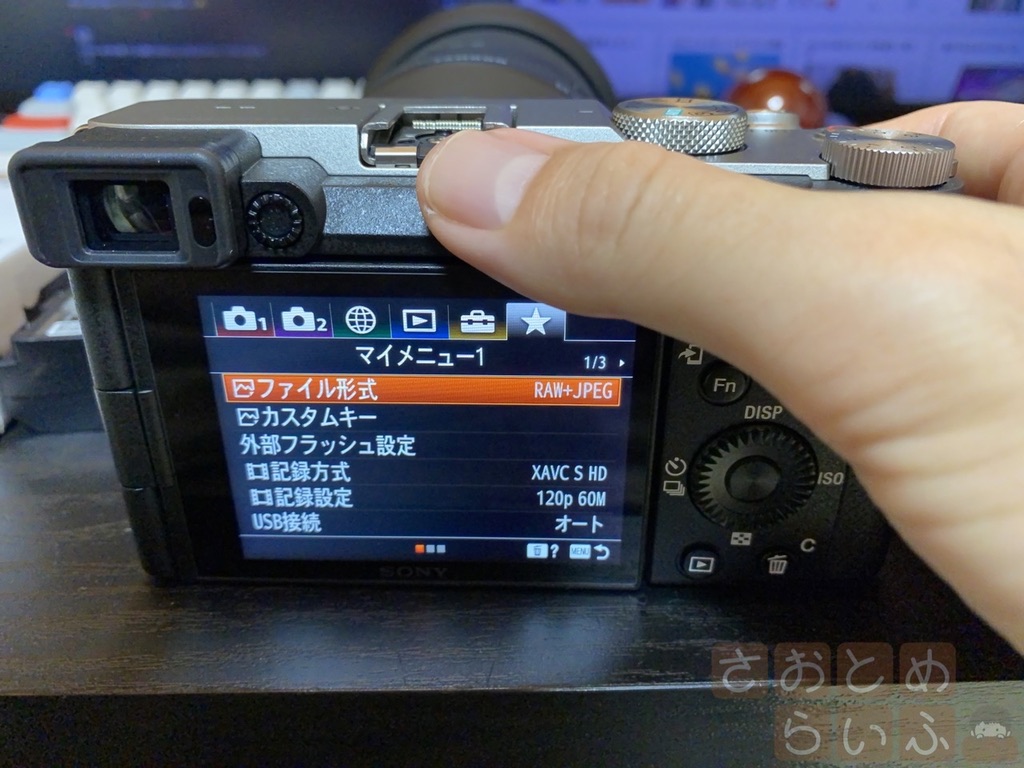 1 2
マイメニュー1 1/3
ファイル形式 RAW+JPEG
カスタムキー
外部フラッシュ設定
記録方式 XAVC S HD
記録設定 120p 60M
USB接続 オート
? MENU
SONY
Fn
DISP
ISO
C
さおとめ
らいふ